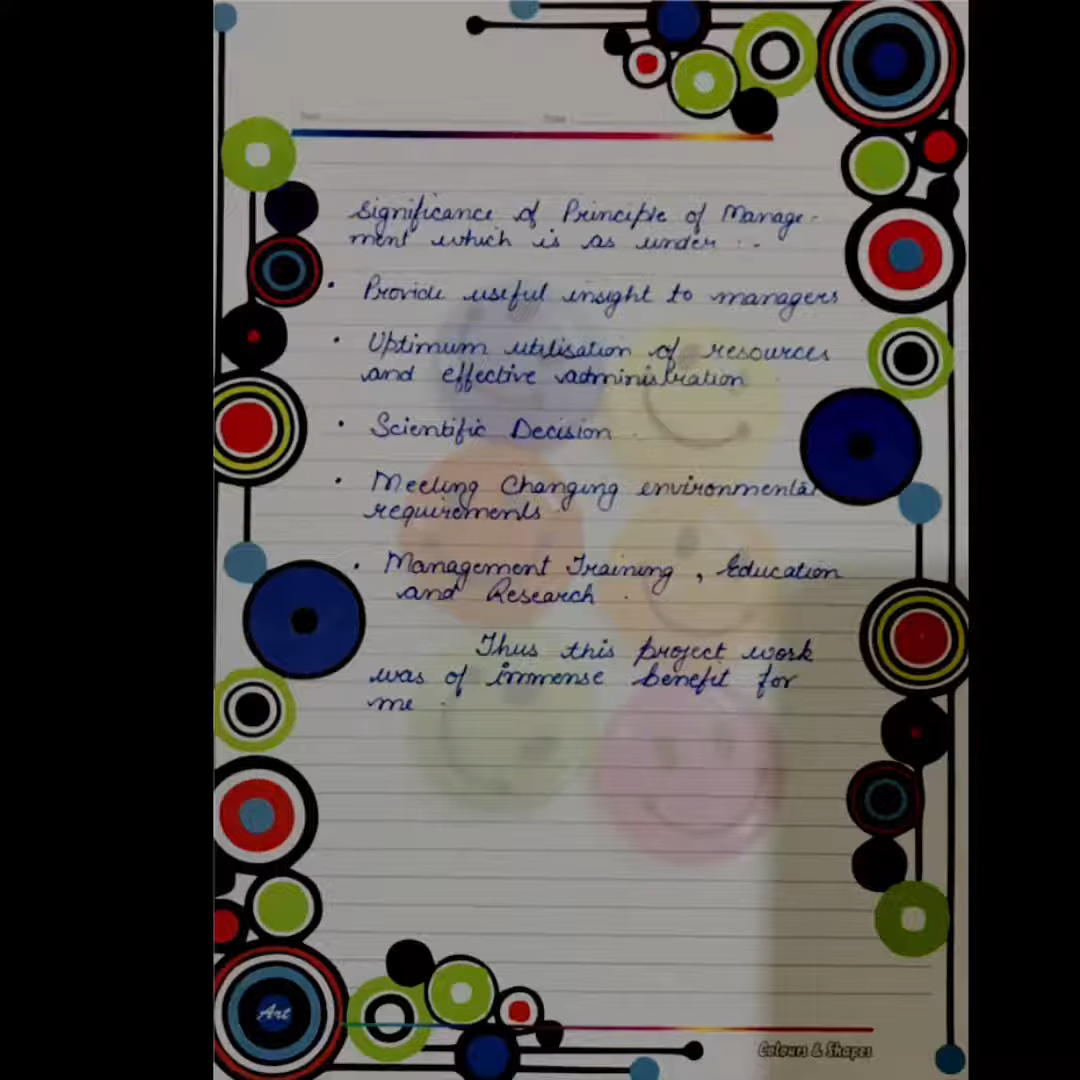 Significance of Principle of Manage-
ment which is as under :-
• Provide useful insight to managers
• Optimum utilisation of resources
and effective administration
• Scientific Decision.
• Meeting Changing environmental
requirements
• Management Training, Education
and Research.
Thus this project work
was of immense benefit for
me.
Art
Colours & Shapes